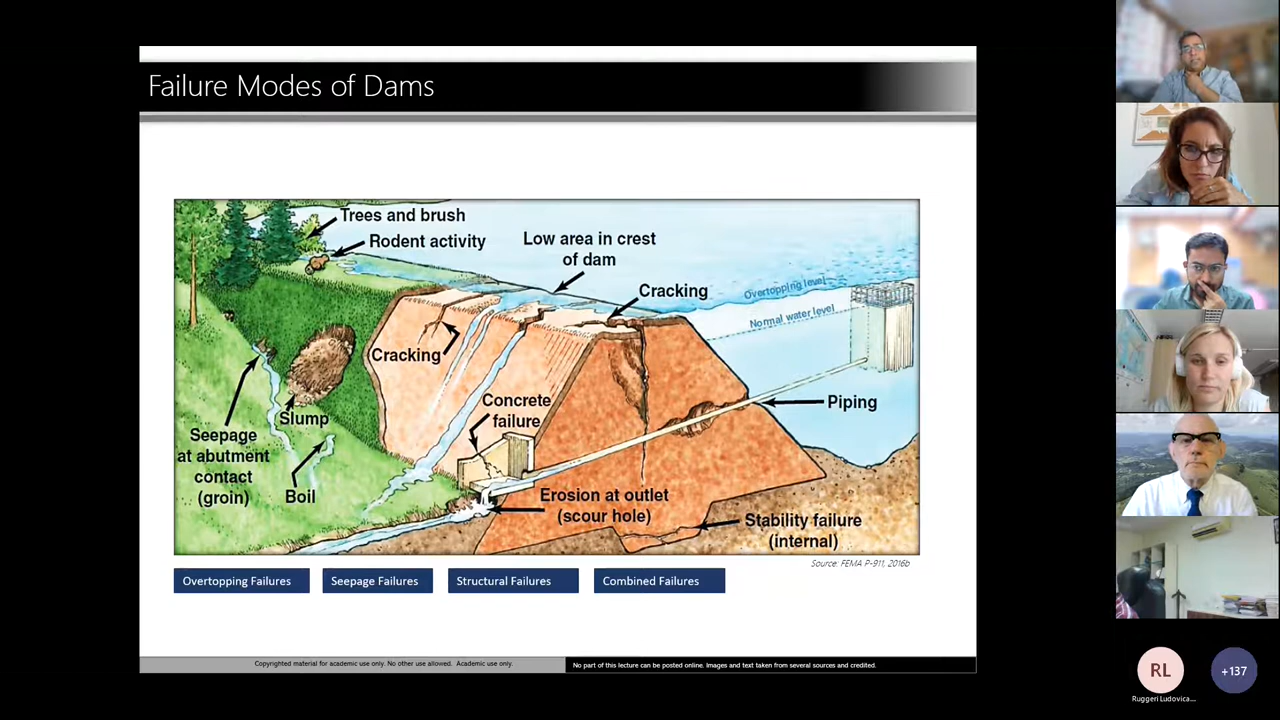 Failure Modes of Dams
Trees and brush
Rodent activity
Low area in crest
of dam
Cracking
Overtopping level
Normal water level
Cracking
Concrete
failure
Piping
Slump
Seepage
at abutment
contact
(groin)
Boil
Erosion at outlet
(scour hole)
Stability failure
(internal)
Source: FEMA P-911, 2016b
Overtopping Failures
Seepage Failures
Structural Failures
Combined Failures
Copyrighted material for academic use only. No other use allowed. Academic use only.
No part of this lecture can be posted online. Images and text taken from several sources and credited.
RL
+137
Ruggeri Ludovica...